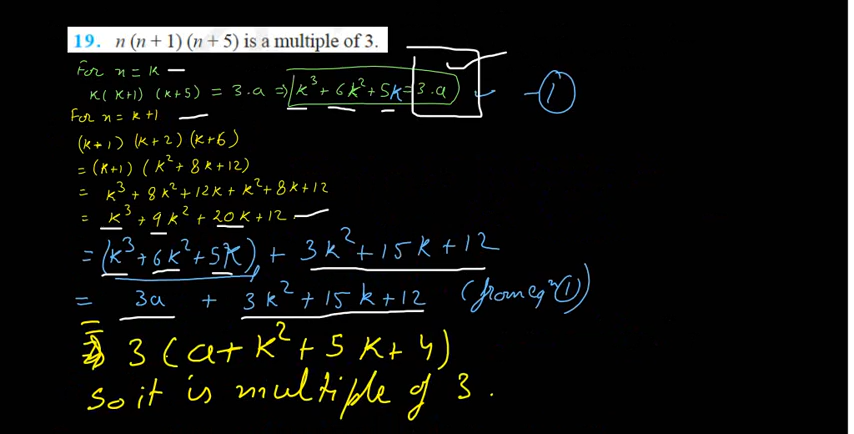 19. n (n + 1) (n + 5) is a multiple of 3.
For n = k
k(k+1) (k+5) = 3.a ⇒ k³ + 6k² + 5k = 3.a - ①
For n = k+1
(k+1) (k+2) (k+6)
= (k+1) (k² + 8k + 12)
= k³ + 8k² + 12k + k² + 8k + 12
= k³ + 9k² + 20k + 12
= (k³ + 6k² + 5k) + 3k² + 15k + 12
= 3a + 3k² + 15k + 12 (from eqⁿ ①)
= 3 (a + k² + 5k + 4)
So it is multiple of 3.